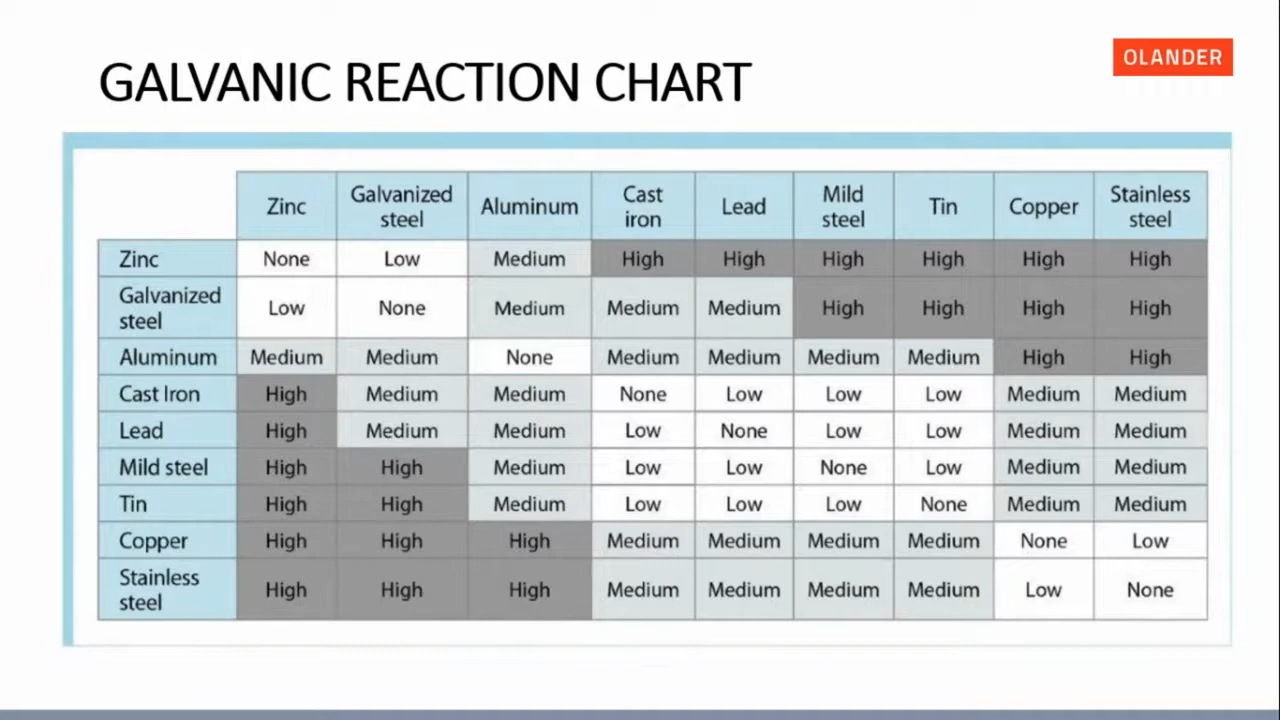 OLANDER
GALVANIC REACTION CHART
Zinc Galvanized steel Aluminum Cast iron Lead Mild steel Tin Copper Stainless steel
Zinc None Low Medium High High High High High High
Galvanized steel Low None Medium Medium Medium High High High High
Aluminum Medium Medium None Medium Medium Medium Medium High High
Cast Iron High Medium Medium None Low Low Low Medium Medium
Lead High Medium Medium Low None Low Low Medium Medium
Mild steel High High Medium Low Low None Low Medium Medium
Tin High High Medium Low Low Low None Medium Medium
Copper High High High Medium Medium Medium Medium None Low
Stainless steel High High High Medium Medium Medium Medium Low None